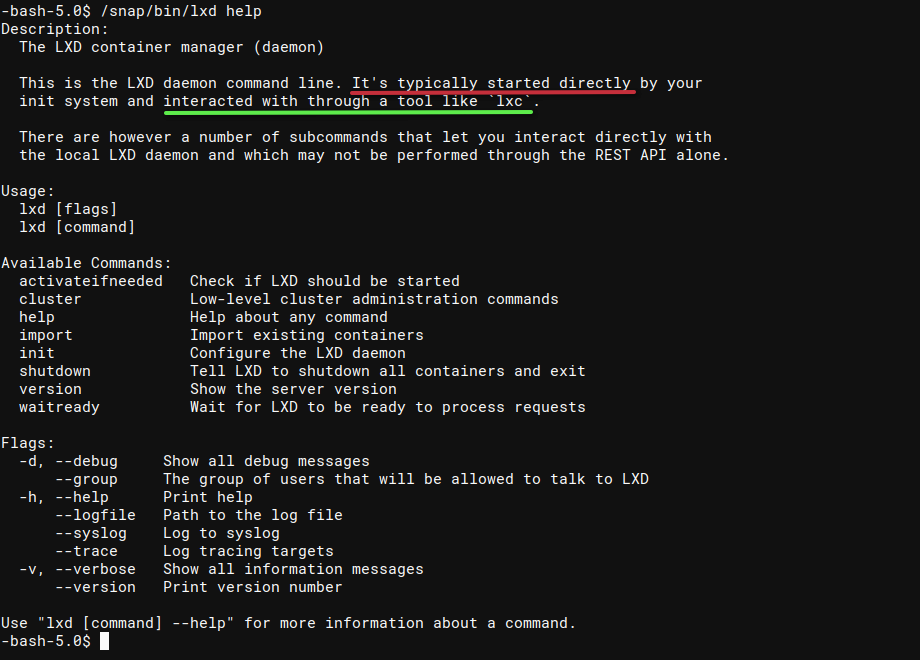 -bash-5.0$ /snap/bin/lxd help
Description:
  The LXD container manager (daemon)

  This is the LXD daemon command line. It's typically started directly by your
  init system and interacted with through a tool like `lxc`.

  There are however a number of subcommands that let you interact directly with
  the local LXD daemon and which may not be performed through the REST API alone.

Usage:
  lxd [flags]
  lxd [command]

Available Commands:
  activateifneeded   Check if LXD should be started
  cluster            Low-level cluster administration commands
  help               Help about any command
  import             Import existing containers
  init               Configure the LXD daemon
  shutdown           Tell LXD to shutdown all containers and exit
  version            Show the server version
  waitready          Wait for LXD to be ready to process requests

Flags:
  -d, --debug     Show all debug messages
      --group     The group of users that will be allowed to talk to LXD
  -h, --help      Print help
      --logfile   Path to the log file
      --syslog    Log to syslog
      --trace     Log tracing targets
  -v, --verbose   Show all information messages
      --version   Print version number

Use "lxd [command] --help" for more information about a command.
-bash-5.0$